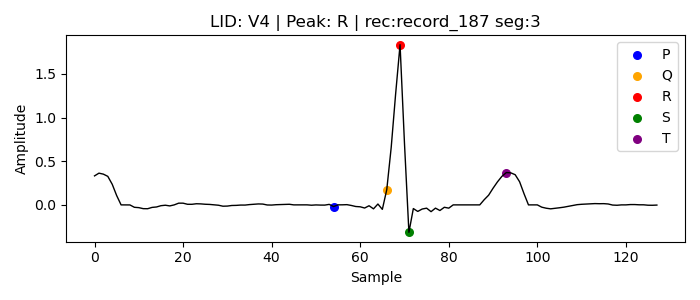 LID: V4 | Peak: R | rec:record_187 seg:3
Amplitude
1.5
1.0
0.5
0.0
P
Q
R
S
T
0 20 40 60 80 100 120
Sample